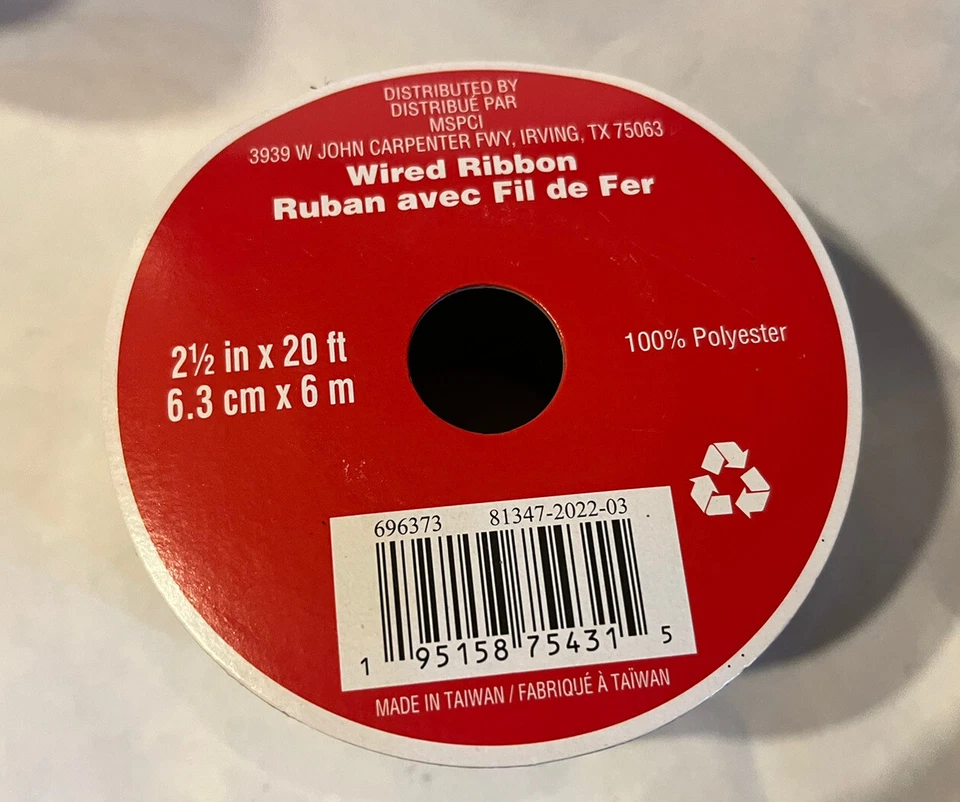 DISTRIBUTED BY
DISTRIBUÉ PAR
MSPCI
3939 W JOHN CARPENTER FWY, IRVING, TX 75063
Wired Ribbon
Ruban avec Fil de Fer
2½ in x 20 ft
6.3 cm x 6 m
100% Polyester
696373 81347-2022-03
1 95158 75431 5
MADE IN TAIWAN / FABRIQUÉ À TAÏWAN